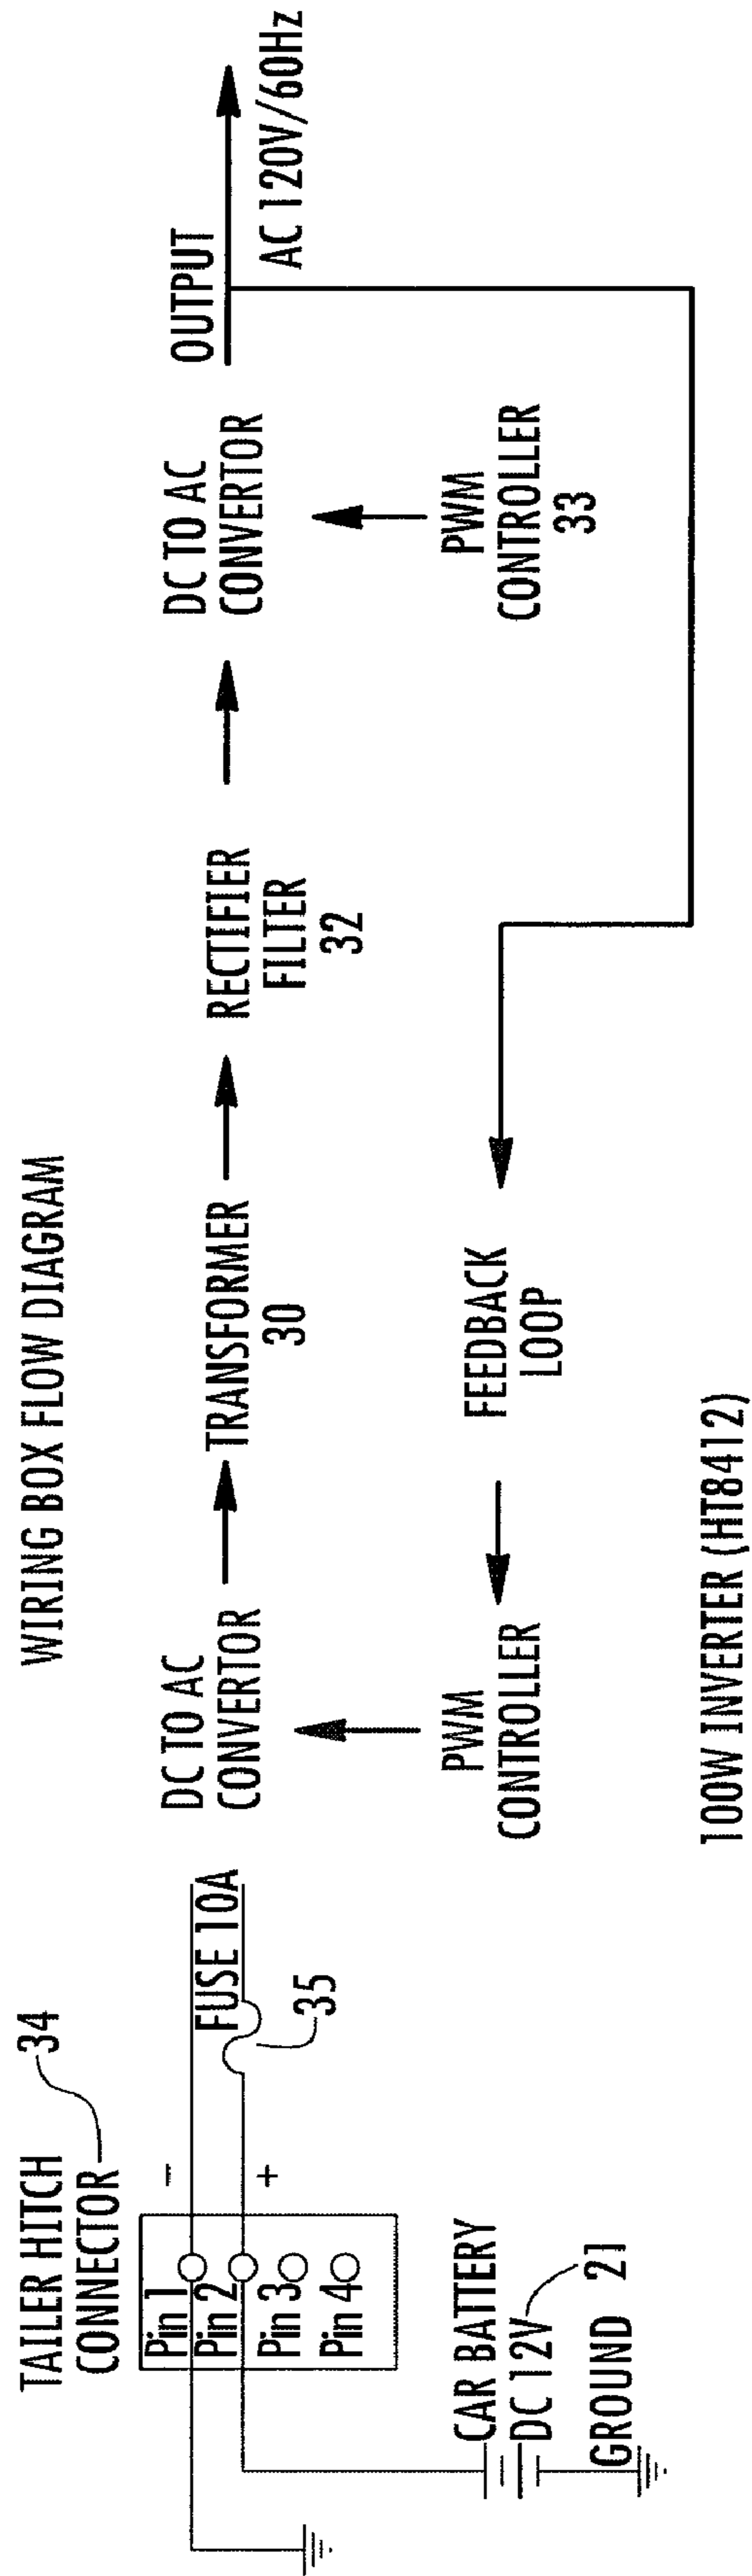 WIRING BOX FLOW DIAGRAM
TAILER HITCH
CONNECTOR
34
Pin 1
Pin 2
Pin 3
Pin 4
−
+
FUSE 10A
35
CAR BATTERY
DC 12V
21
GROUND
DC TO AC
CONVERTOR
TRANSFORMER
30
RECTIFIER
FILTER
32
DC TO AC
CONVERTOR
OUTPUT
AC 120V/60Hz
PWM
CONTROLLER
FEEDBACK
LOOP
PWM
CONTROLLER
33
100W INVERTER (HT8412)